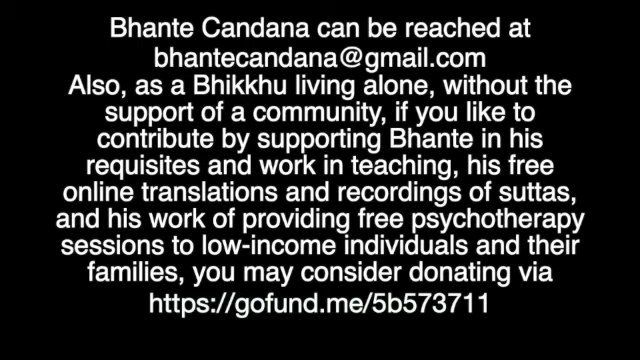 Bhante Candana can be reached at
bhantecandana@gmail.com
Also, as a Bhikkhu living alone, without the
support of a community, if you like to
contribute by supporting Bhante in his
requisites and work in teaching, his free
online translations and recordings of suttas,
and his work of providing free psychotherapy
sessions to low-income individuals and their
families, you may consider donating via
https://gofund.me/5b573711